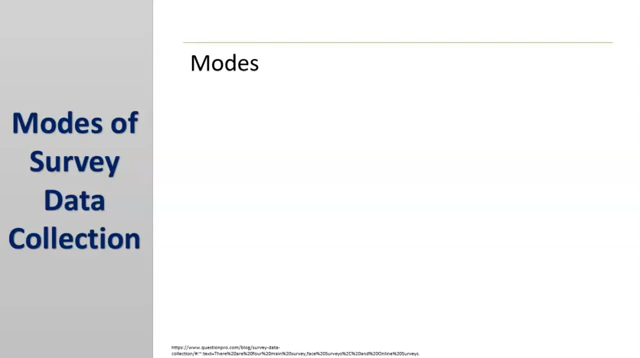 Modes of
Survey
Data
Collection
Modes
https://www.questionpro.com/blog/survey-data-
collection/#:~:text=There%20are%20four%20main%20survey,face%20Surveys%2C%20and%20Online%20Surveys.